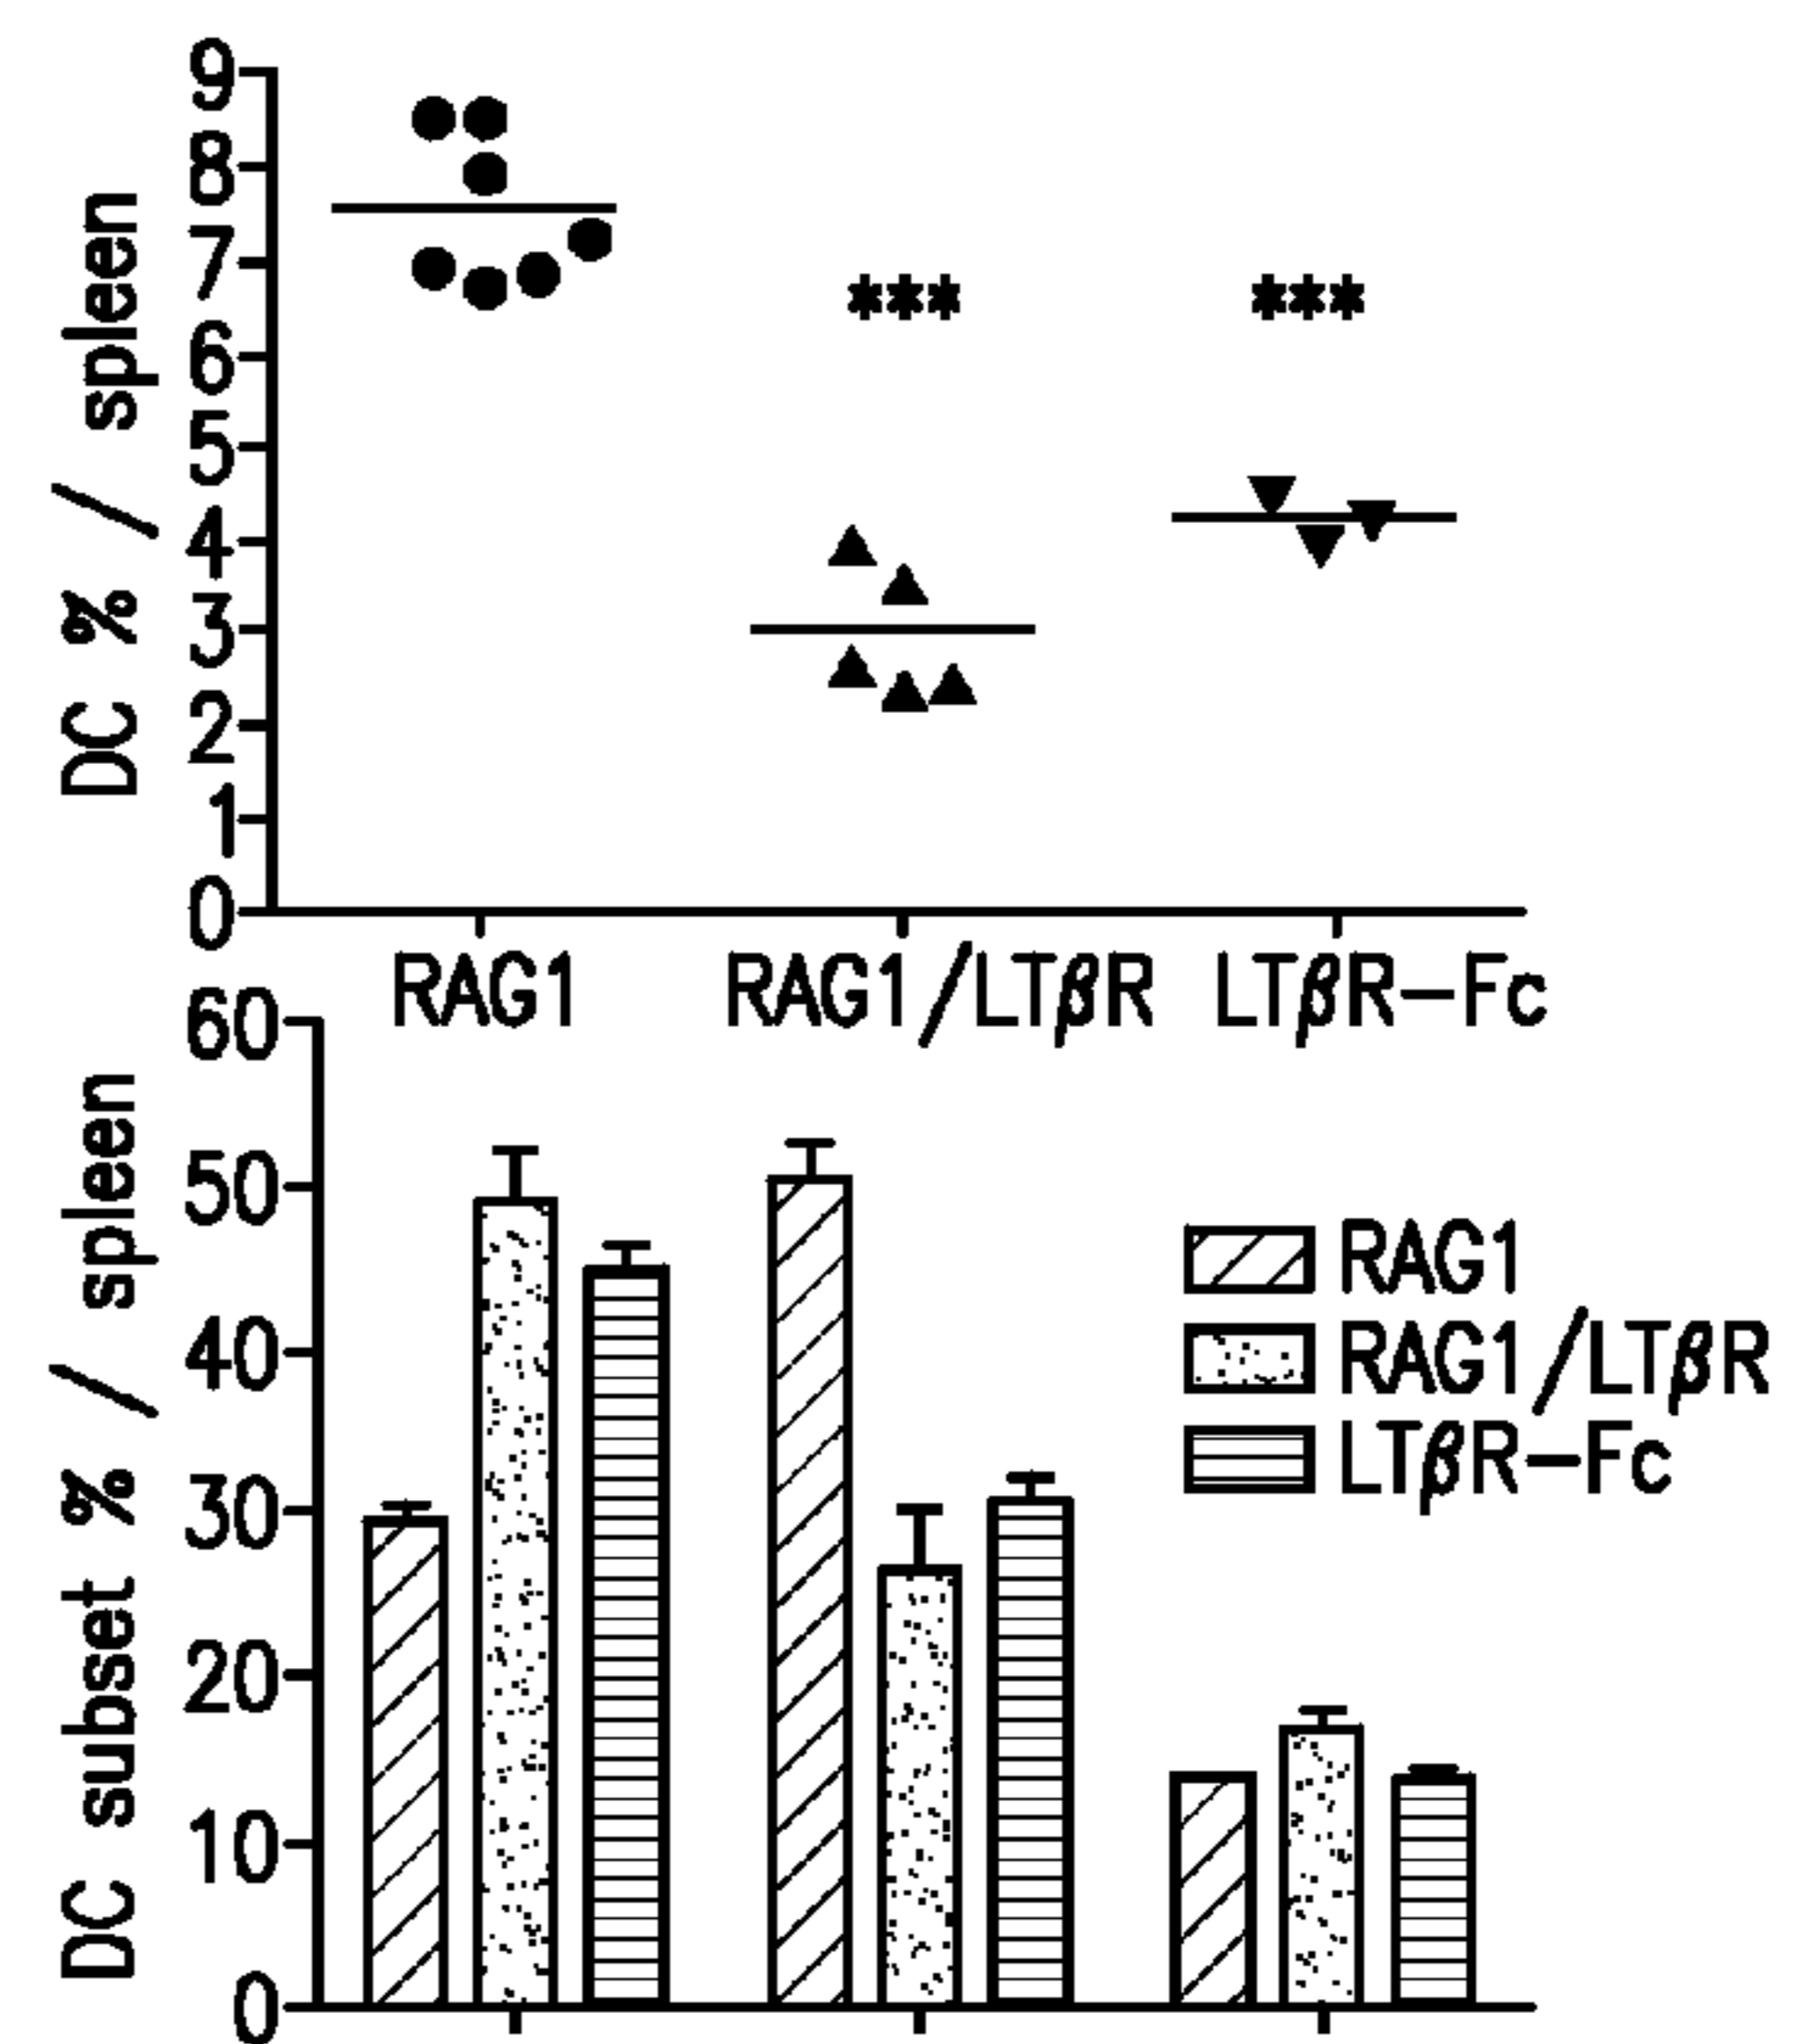 DC % / spleen
9
8
7
6
5
4
3
2
1
0
***
***
RAG1
RAG1/LTβR
LTβR-Fc
DC subset % / spleen
60
50
40
30
20
10
0
RAG1
RAG1/LTβR
LTβR-Fc